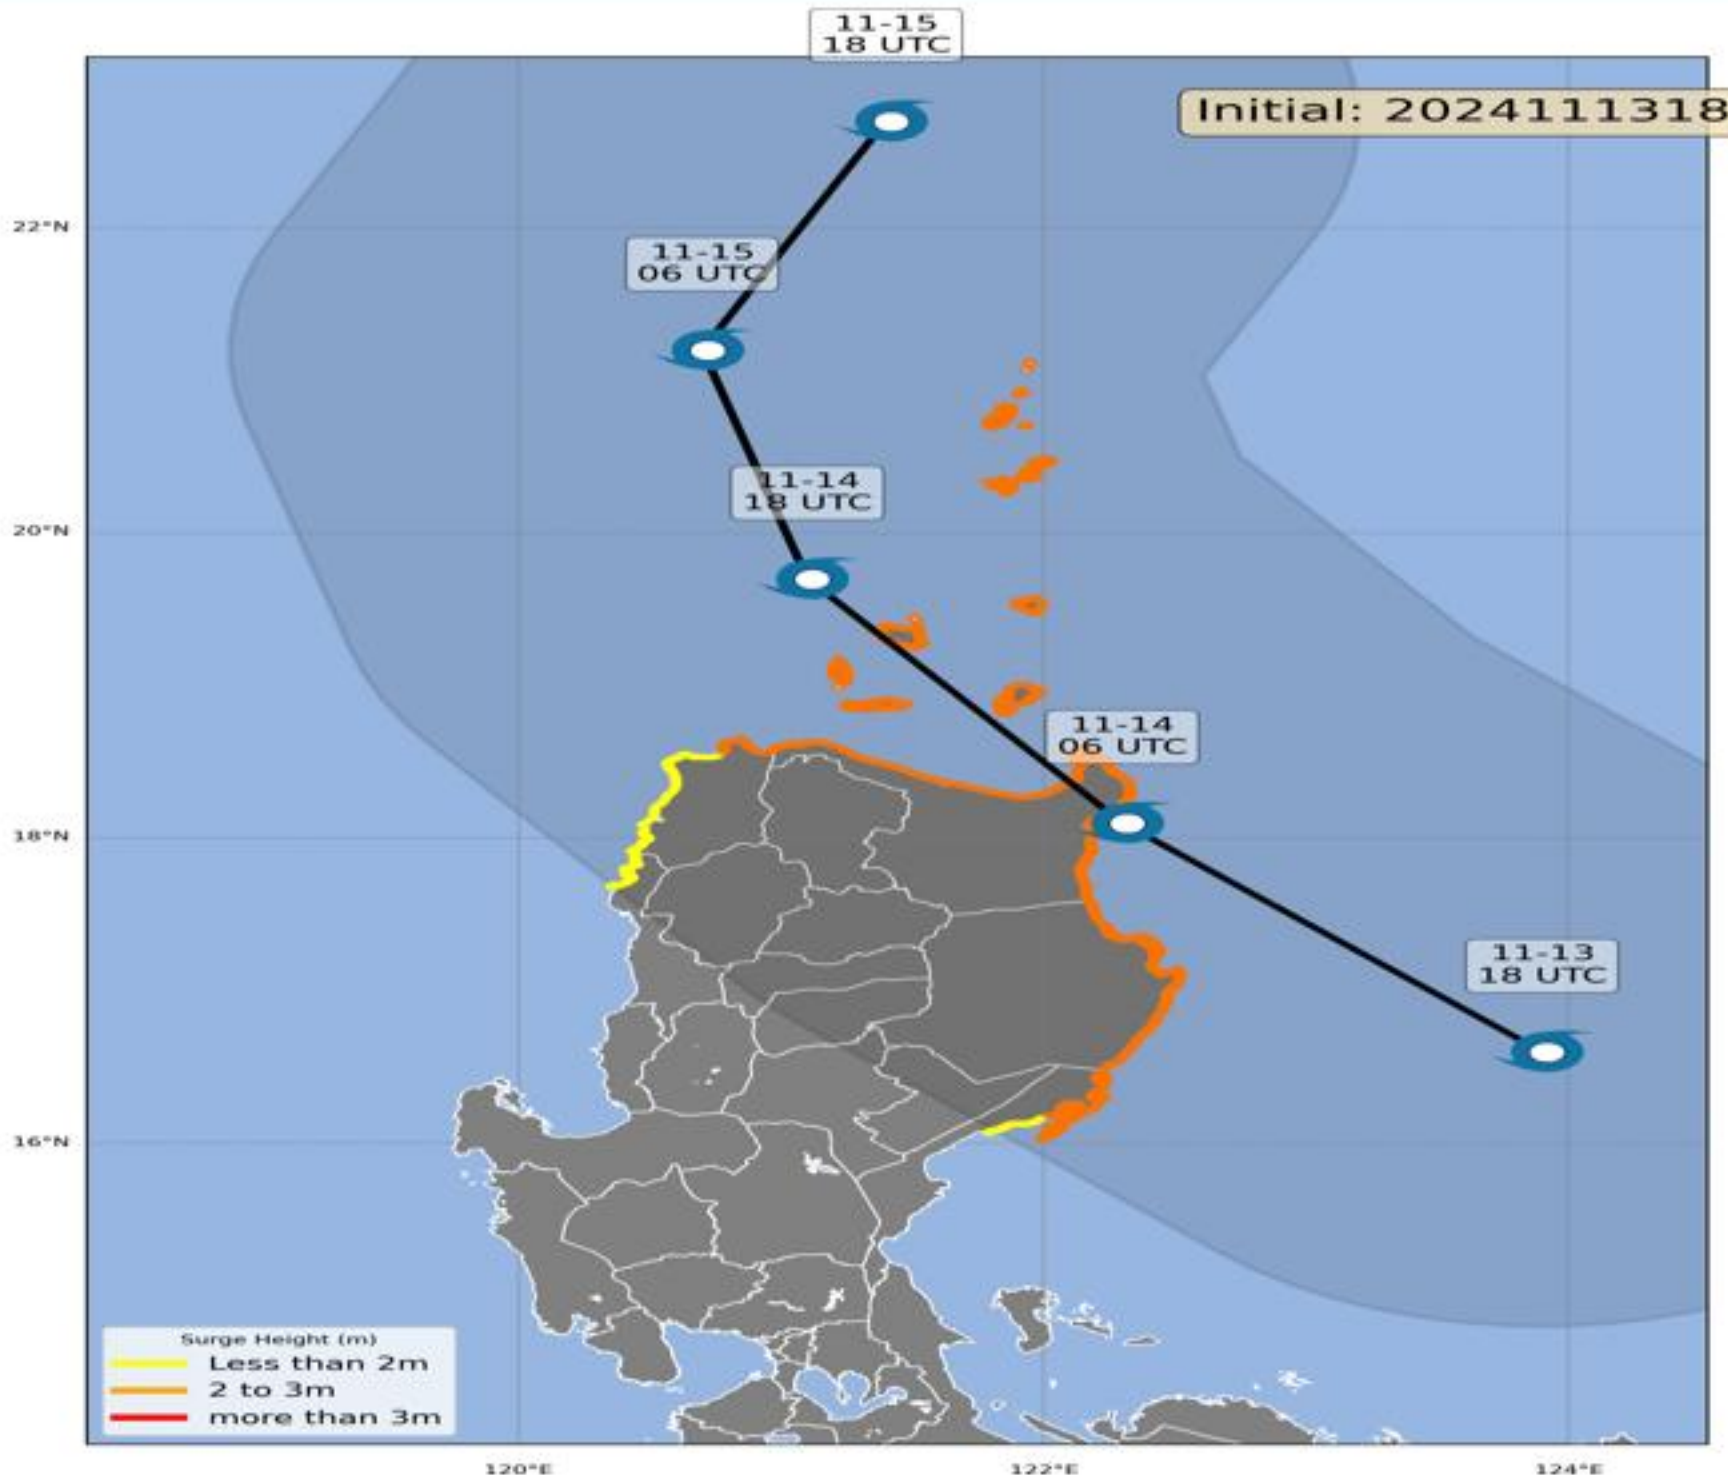 11-15
18 UTC
Initial: 2024111318
22°N
11-15
06 UTC
11-14
18 UTC
20°N
11-14
06 UTC
18°N
11-13
18 UTC
16°N
Surge Height (m)
Less than 2m
2 to 3m
more than 3m
120°E
122°E
124°E